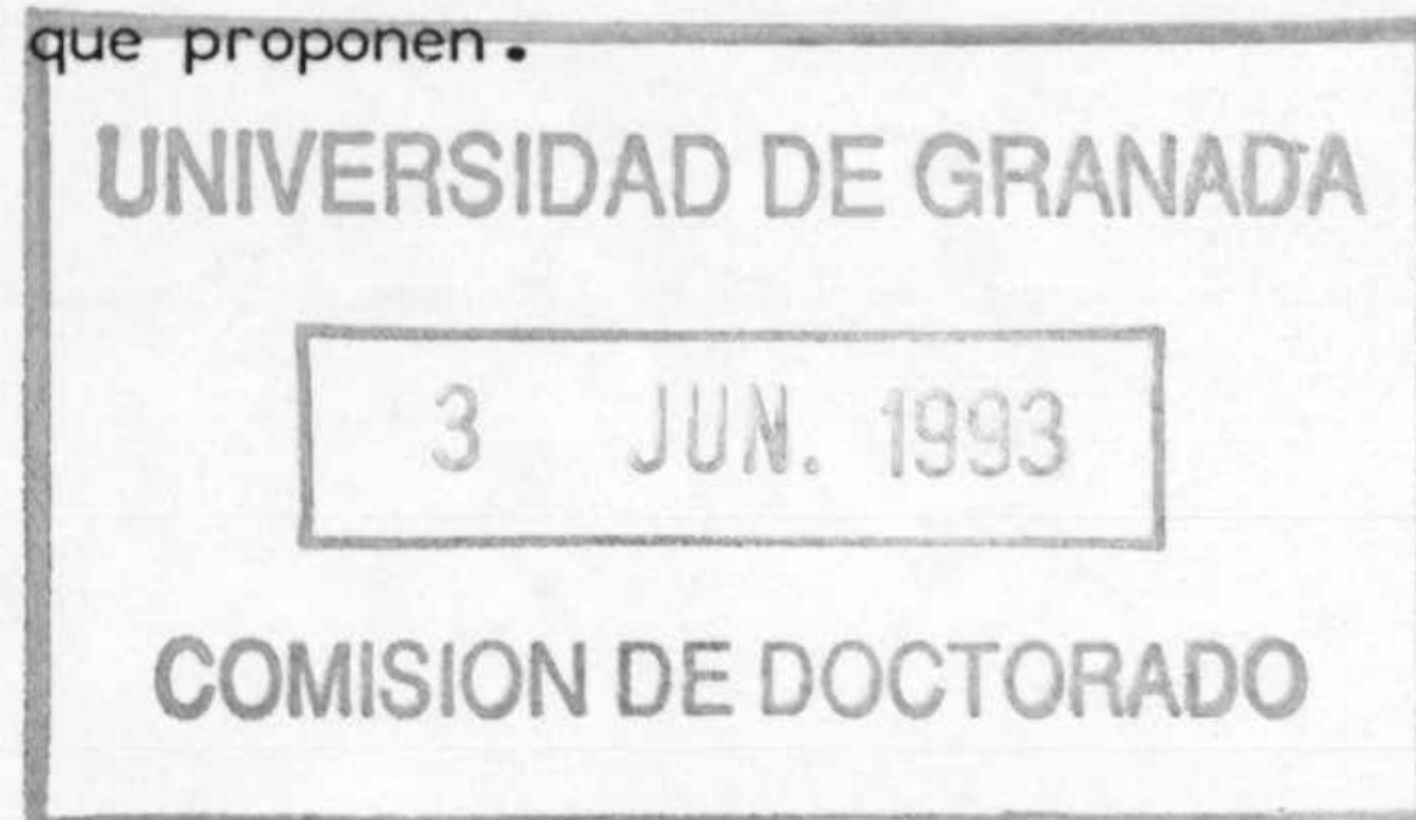 que proponen.
UNIVERSIDAD DE GRANADA
3 JUN. 1993
COMISION DE DOCTORADO